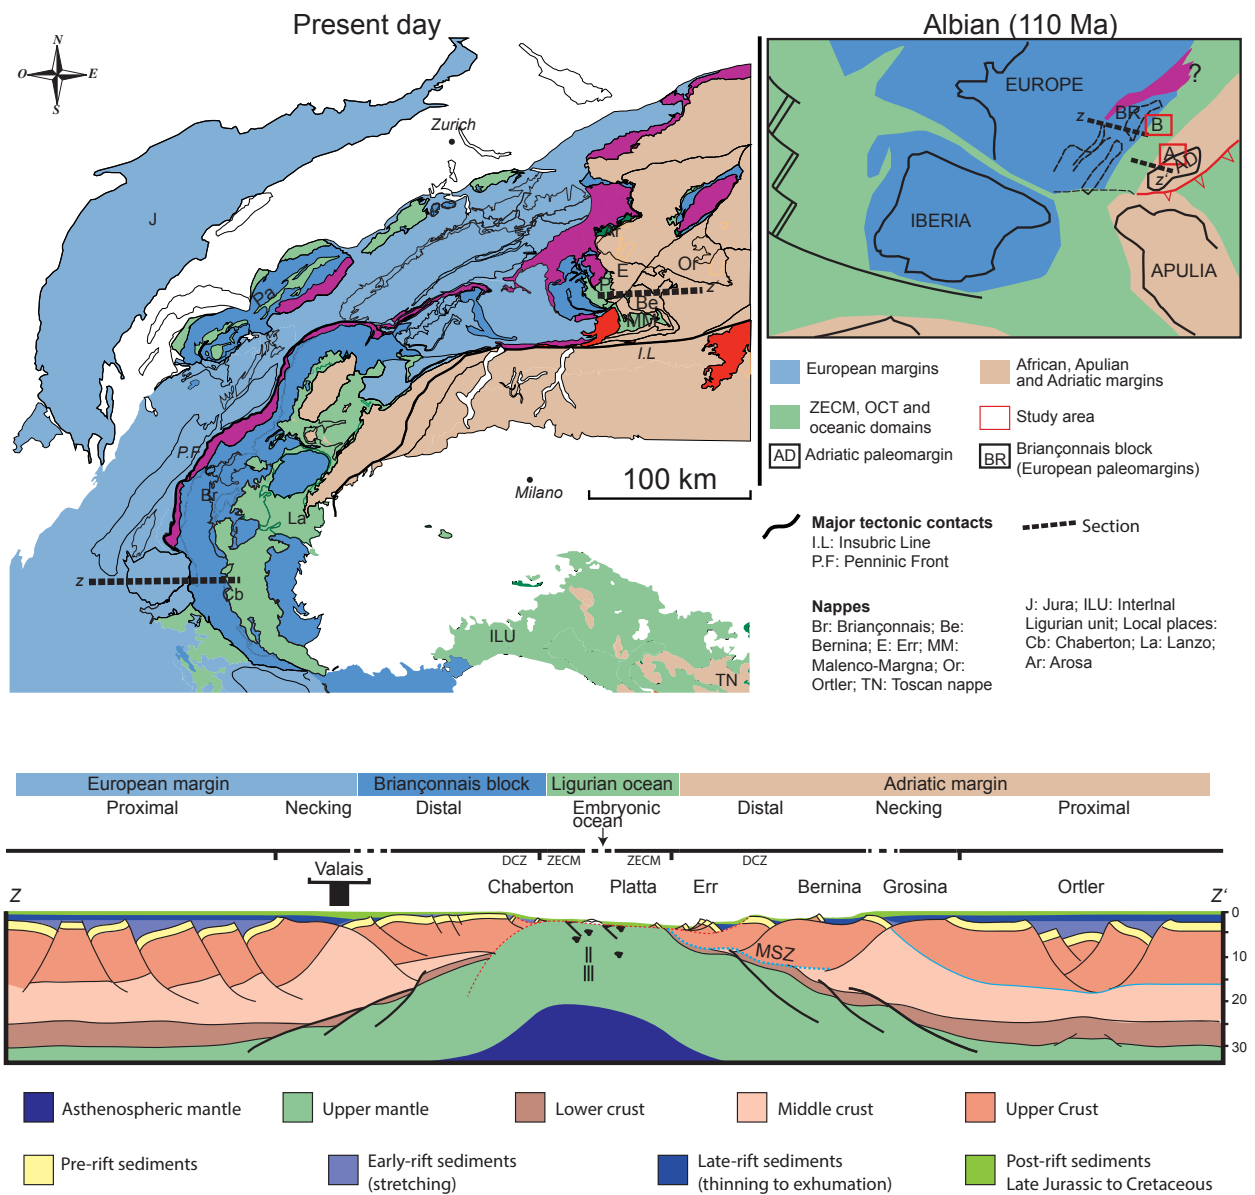 Present day
Albian (110 Ma)
N
O
E
S
Zurich
J
Pa
Ar
E
Or
P
Be
z'
MM
I.L
P.F
Br
La
Milano
100 km
z
Cb
ILU
TN
EUROPE
?
z
BR
B
A
AD
z'
IBERIA
APULIA
European margins
African, Apulian
and Adriatic margins
ZECM, OCT and
oceanic domains
Study area
AD Adriatic paleomargin
BR Briançonnais block
(European paleomargins)
Major tectonic contacts
I.L: Insubric Line
P.F: Penninic Front
Section
Nappes
Br: Briançonnais; Be:
Bernina; E: Err; MM:
Malenco-Margna; Or:
Ortler; TN: Toscan nappe
J: Jura; ILU: Interlnal
Ligurian unit; Local places:
Cb: Chaberton; La: Lanzo;
Ar: Arosa
European margin
Briançonnais block
Ligurian ocean
Adriatic margin
Proximal
Necking
Distal
Embryonic
ocean
Distal
Necking
Proximal
DCZ
ZECM
ZECM
DCZ
Valais
Chaberton
Platta
Err
Bernina
Grosina
Ortler
Z
Z'
MSZ
0
10
20
30
Asthenospheric mantle
Upper mantle
Lower crust
Middle crust
Upper Crust
Pre-rift sediments
Early-rift sediments
(stretching)
Late-rift sediments
(thinning to exhumation)
Post-rift sediments
Late Jurassic to Cretaceous